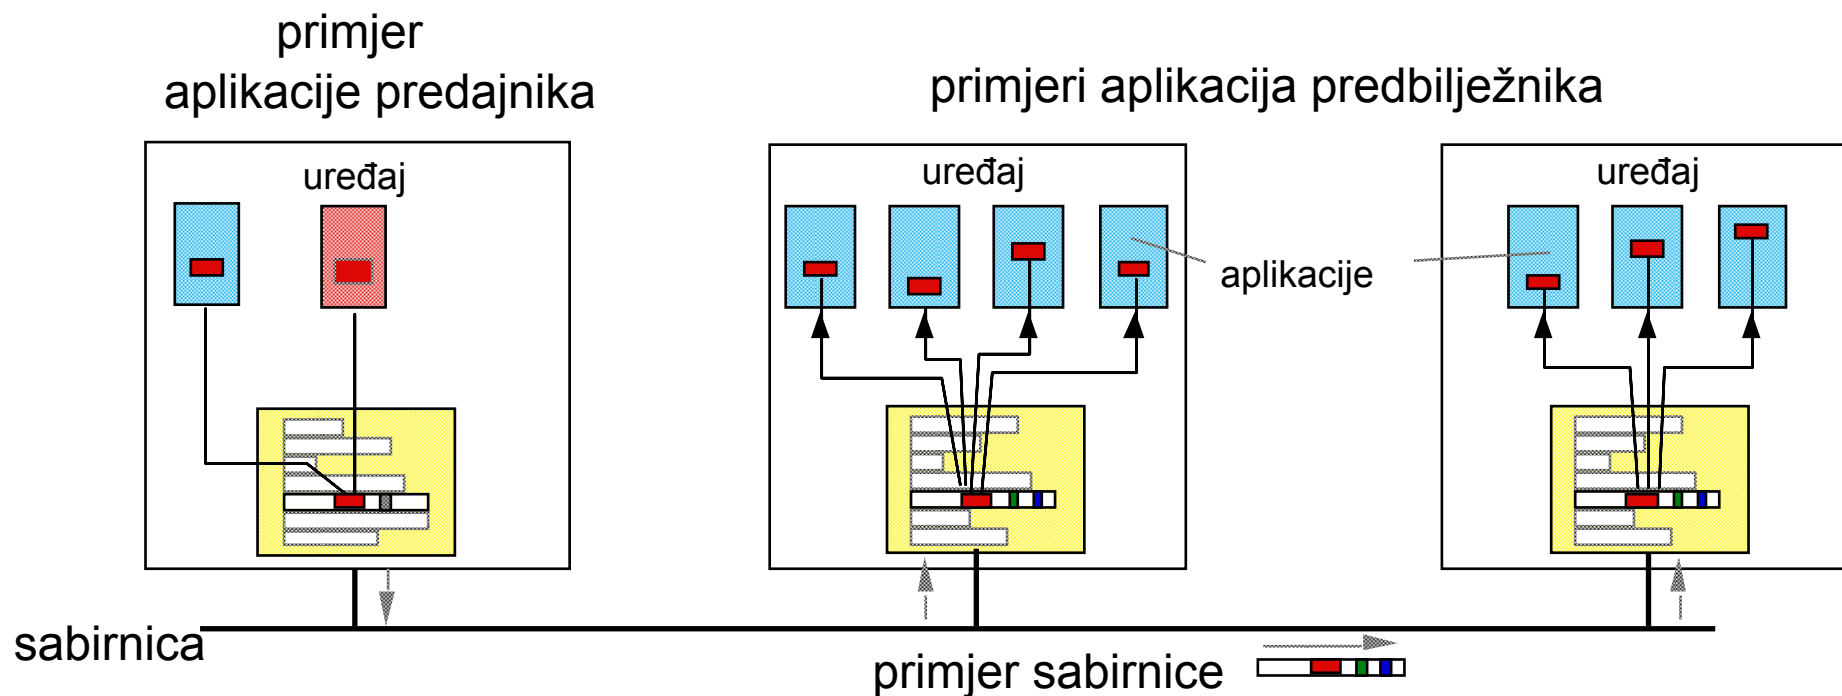 primjer
aplikacije predajnika
primjeri aplikacija predbilježnika
uređaj
uređaj
uređaj
aplikacije
sabirnica
primjer sabirnice